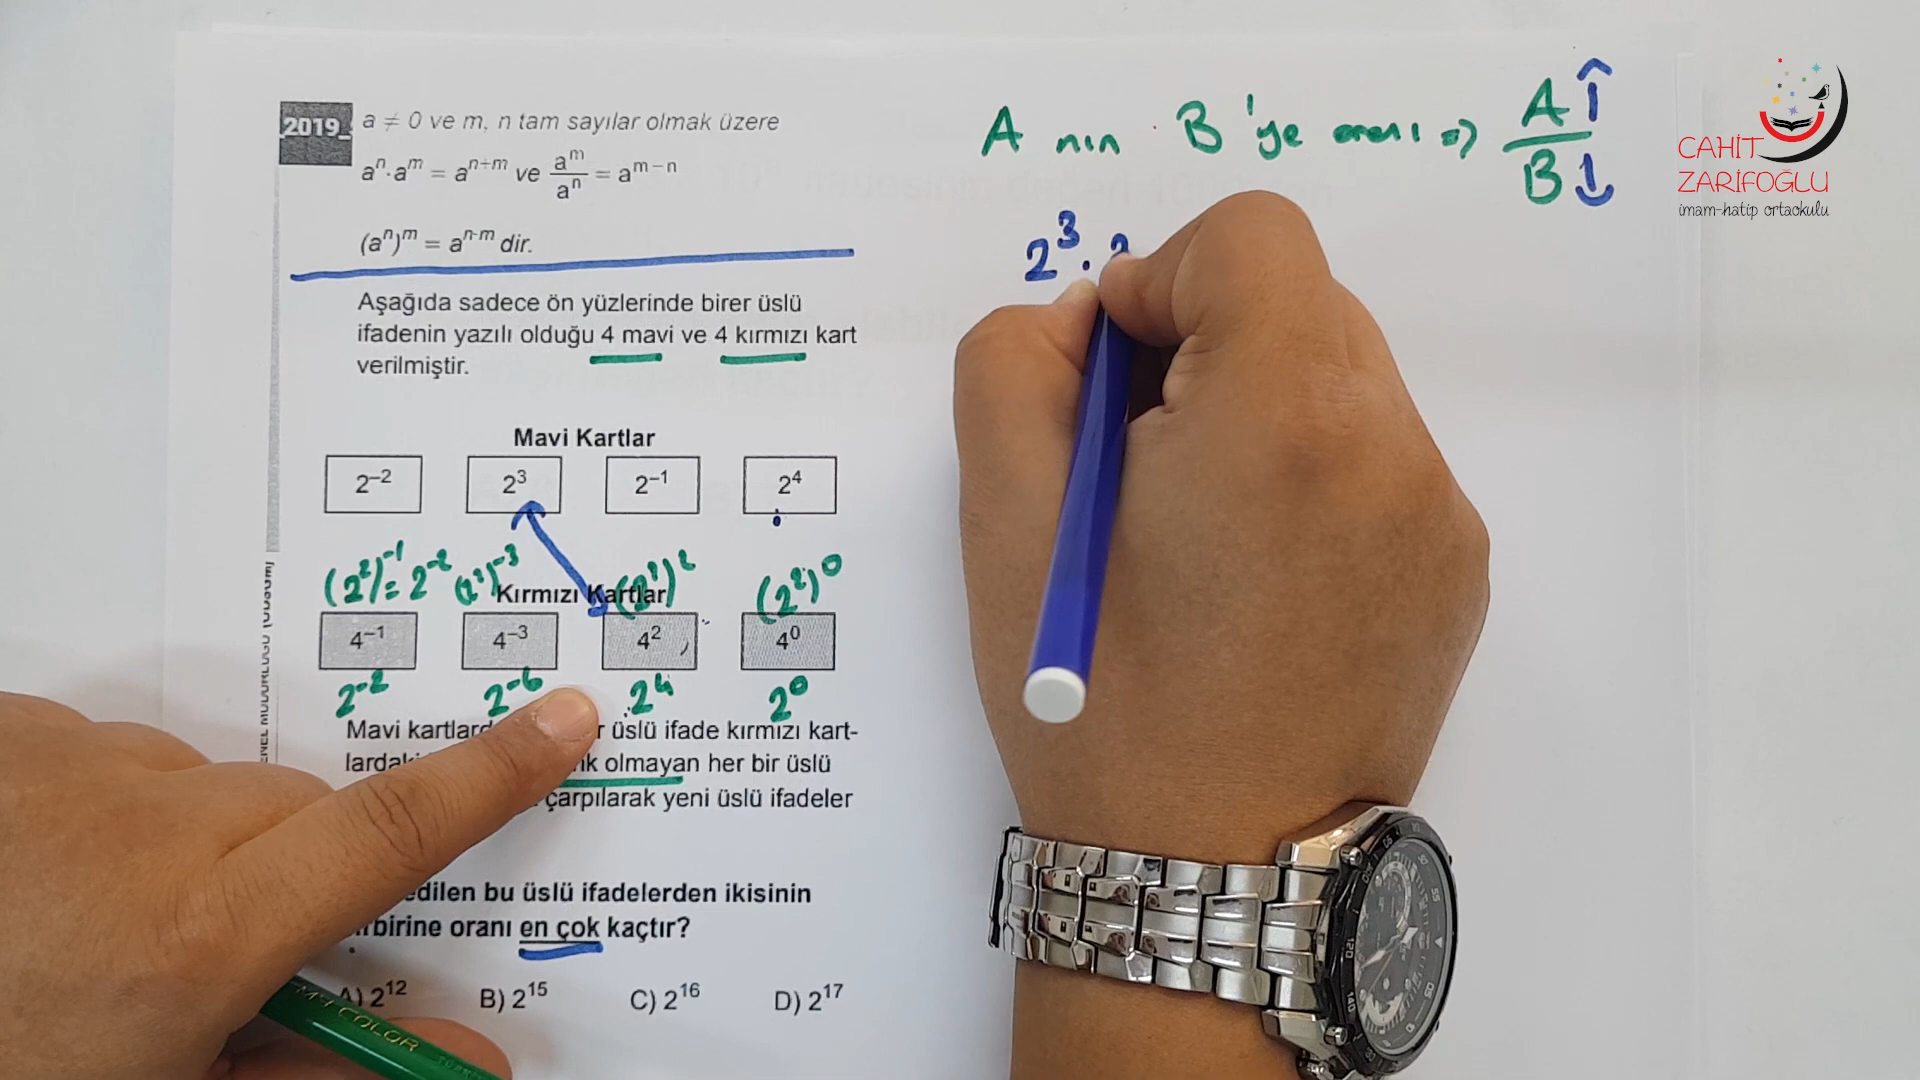 2019_
a ≠ 0 ve m, n tam sayılar olmak üzere
aⁿ·aᵐ = aⁿ⁺ᵐ ve aᵐ/aⁿ = aᵐ⁻ⁿ
(aⁿ)ᵐ = aⁿ·ᵐ dir.
Aşağıda sadece ön yüzlerinde birer üslü
ifadenin yazılı olduğu 4 mavi ve 4 kırmızı kart
verilmiştir.
Mavi Kartlar
2⁻² 2³ 2⁻¹ 2⁴
(2²)⁻¹=2⁻² (2²)⁻³ (2²)² (2²)⁰
Kırmızı Kartlar
4⁻¹ 4⁻³ 4² 4⁰
2⁻² 2⁻⁶ 2⁴ 2⁰
Mavi üslü ifade kırmızı kart-
olmayan her bir üslü
çarpılarak yeni üslü ifadeler
bu üslü ifadelerden ikisinin
oranı en çok kaçtır?
A) 2¹² B) 2¹⁵ C) 2¹⁶ D) 2¹⁷
M-COLOR
A nın B'ye oranı ⇒ A/B
2³ · 2
CAHİT
ZARİFOĞLU
imam-hatip ortaokulu